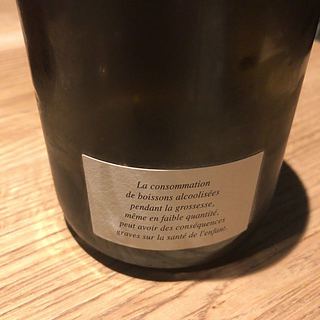 La consommation
de boissons alcoolisées
pendant la grossesse,
même en faible quantité,
peut avoir des conséquences
graves sur la santé de l'enfant.